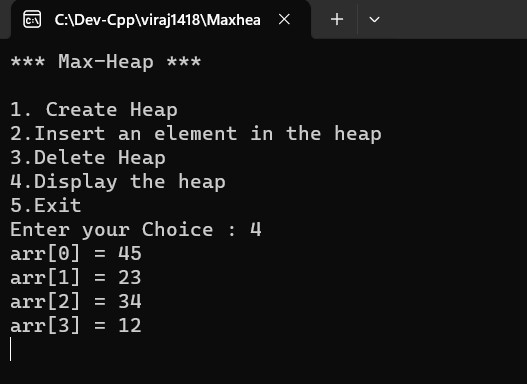 C:\Dev-Cpp\viraj1418\Maxhea
*** Max-Heap ***
1. Create Heap
2.Insert an element in the heap
3.Delete Heap
4.Display the heap
5.Exit
Enter your Choice : 4
arr[0] = 45
arr[1] = 23
arr[2] = 34
arr[3] = 12